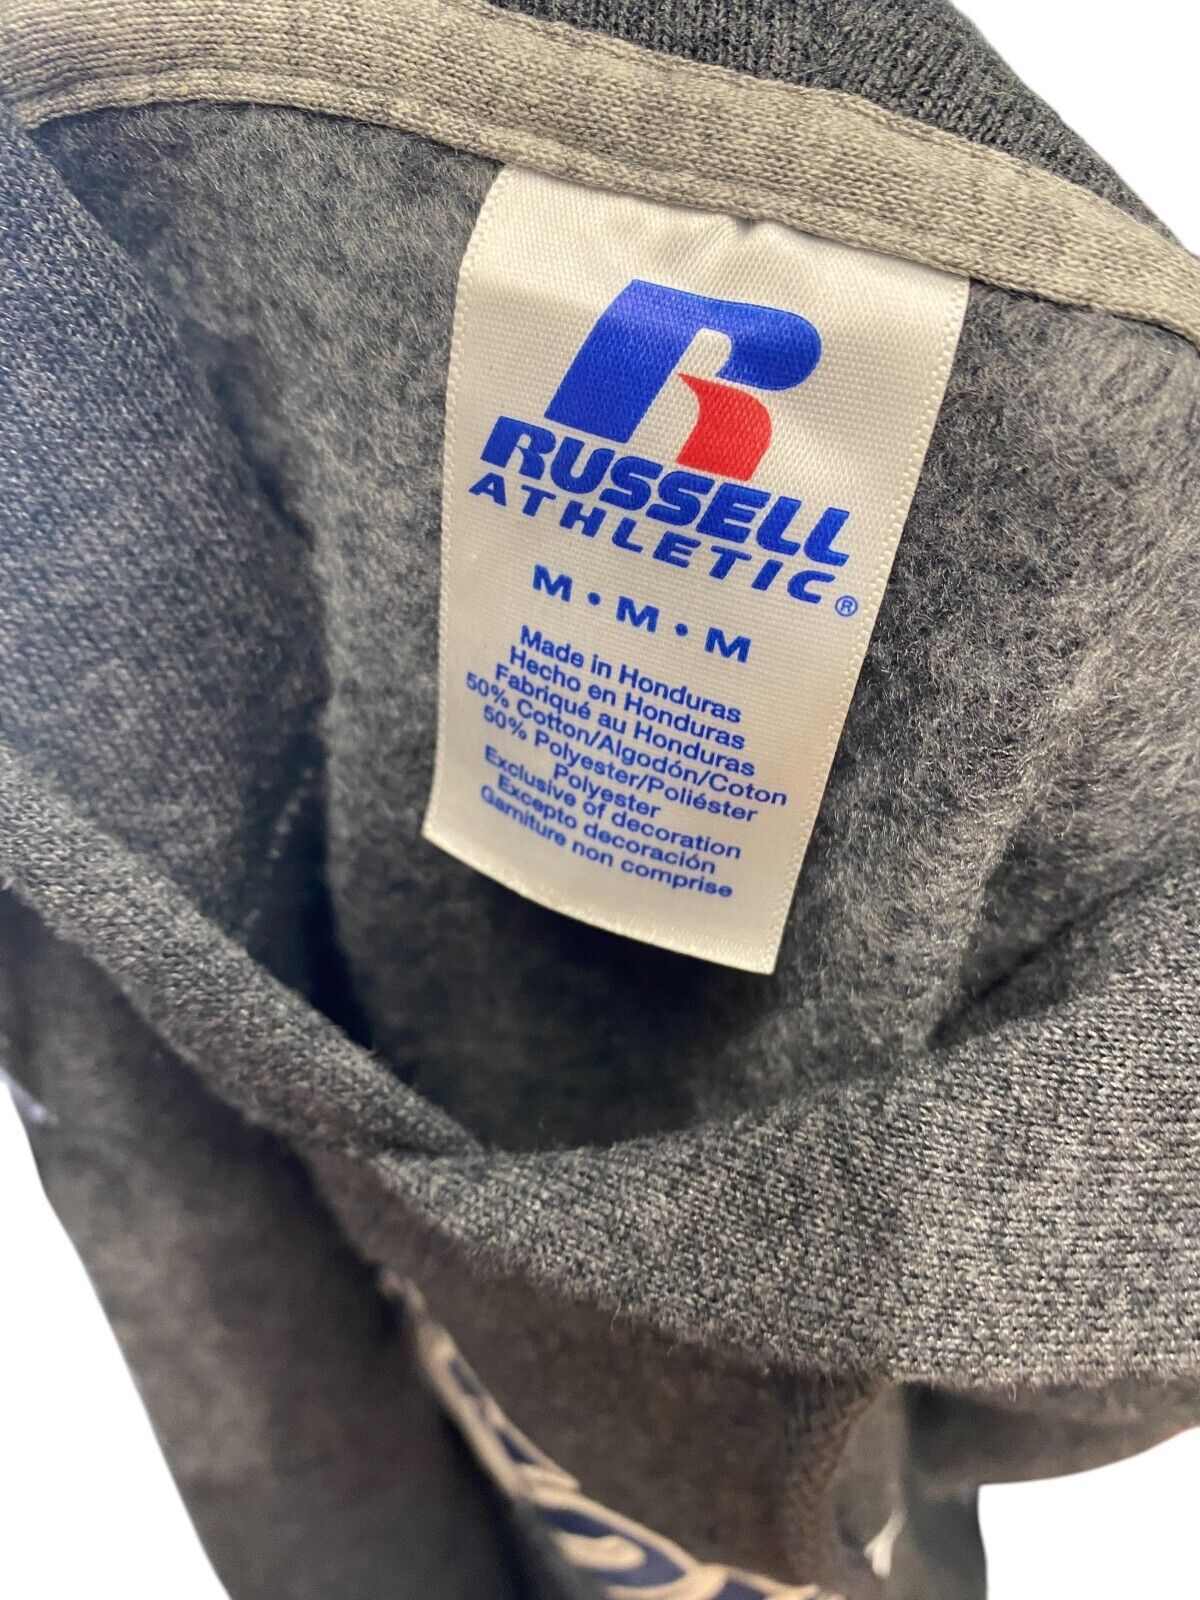 RUSSELL
ATHLETIC®
M • M • M
Made in Honduras
Hecho en Honduras
Fabriqué au Honduras
50% Cotton/Algodón/Coton
50% Polyester/Poliéster
Polyester
Exclusive of decoration
Excepto decoración
Garniture non comprise